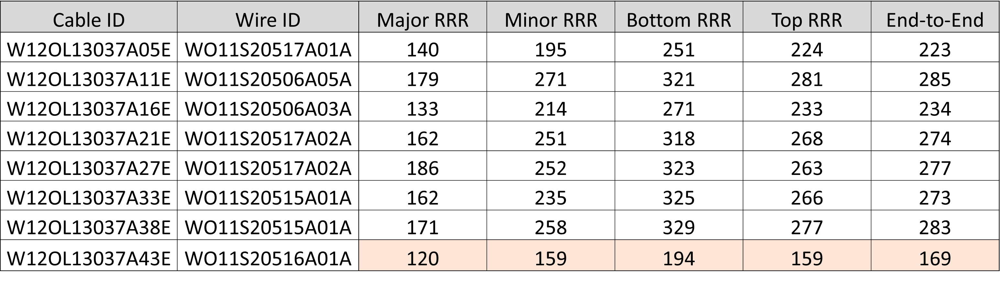 Cable ID Wire ID Major RRR Minor RRR Bottom RRR Top RRR End-to-End
W12OL13037A05E WO11S20517A01A 140 195 251 224 223
W12OL13037A11E WO11S20506A05A 179 271 321 281 285
W12OL13037A16E WO11S20506A03A 133 214 271 233 234
W12OL13037A21E WO11S20517A02A 162 251 318 268 274
W12OL13037A27E WO11S20517A02A 186 252 323 263 277
W12OL13037A33E WO11S20515A01A 162 235 325 266 273
W12OL13037A38E WO11S20515A01A 171 258 329 277 283
W12OL13037A43E WO11S20516A01A 120 159 194 159 169